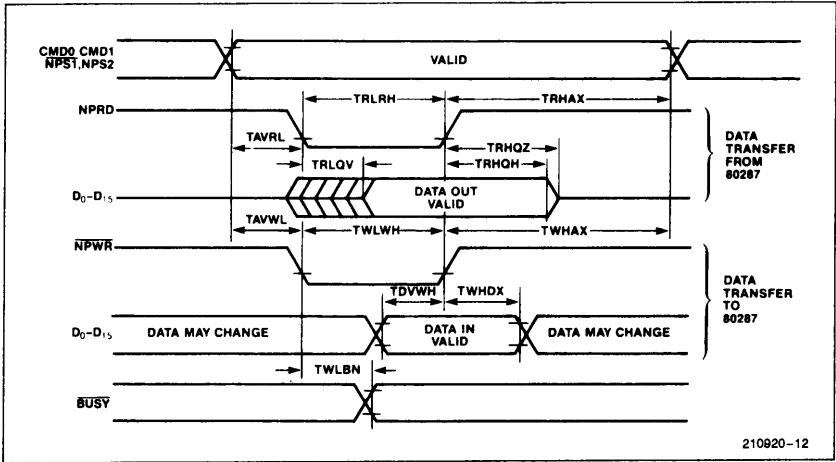 CMD0 CMD1
NPS1, NPS2
VALID
NPRD
TRLRH
TRHAX
TAVRL
TRHQZ
TRLQV
TRHQH
DATA
TRANSFER
FROM
80287
D0–D15
DATA OUT
VALID
TAVWL
TWLWH
TWHAX
NPWR
TDVWH
TWHDX
DATA
TRANSFER
TO
80287
D0–D15
DATA MAY CHANGE
DATA IN
VALID
DATA MAY CHANGE
TWLBN
BUSY
210920–12